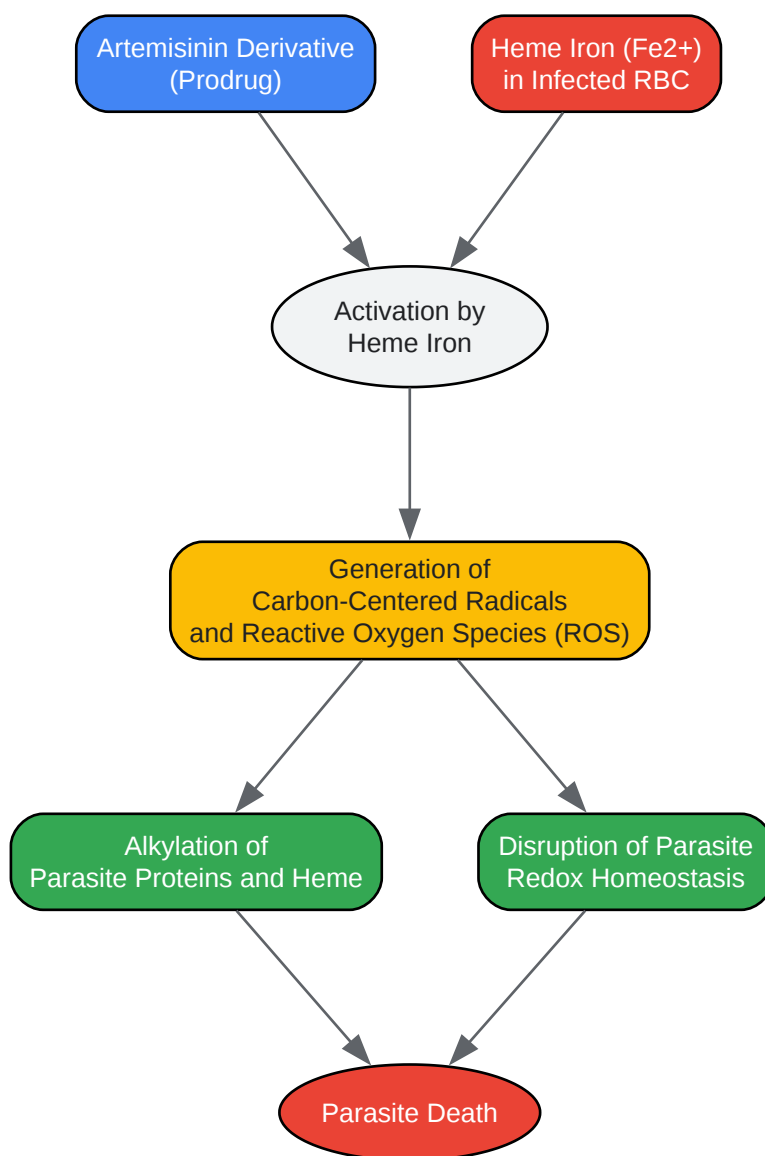 Artemisinin Derivative
(Prodrug)
Heme Iron (Fe2+)
in Infected RBC
Activation by
Heme Iron
Generation of
Carbon-Centered Radicals
and Reactive Oxygen Species (ROS)
Alkylation of
Parasite Proteins and Heme
Disruption of Parasite
Redox Homeostasis
Parasite Death